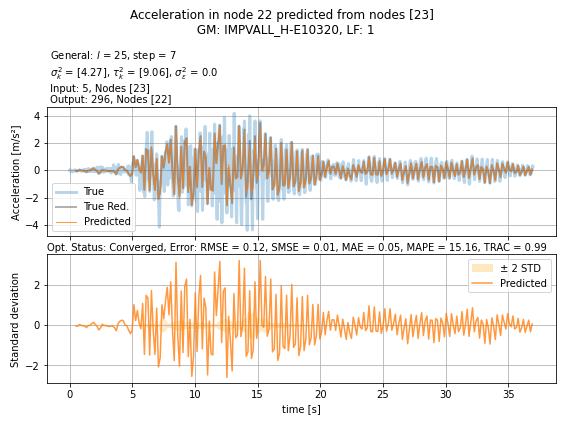 Acceleration in node 22 predicted from nodes [23]
GM: IMPVALL_H-E10320, LF: 1
General: l = 25, step = 7
σ²ₖ = [4.27], τ²ₖ = [9.06], σ²ε = 0.0
Input: 5, Nodes [23]
Output: 296, Nodes [22]
Acceleration [m/s²]
4
2
0
−2
−4
True
True Red.
Predicted
Opt. Status: Converged, Error: RMSE = 0.12, SMSE = 0.01, MAE = 0.05, MAPE = 15.16, TRAC = 0.99
Standard deviation
2
0
−2
± 2 STD
Predicted
0 5 10 15 20 25 30 35
time [s]